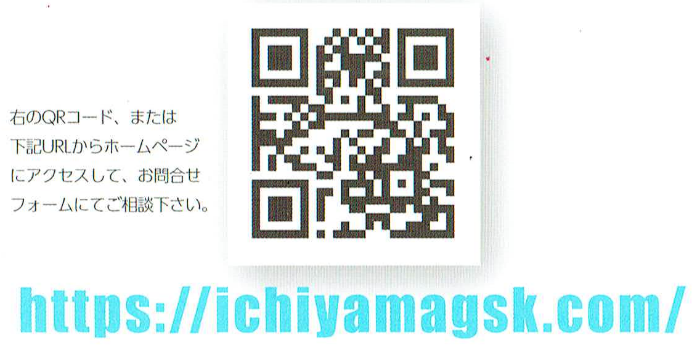 右のQRコード、または
下記URLからホームページ
にアクセスして、お問合せ
フォームにてご相談下さい。
https://ichiyamagsk.com/